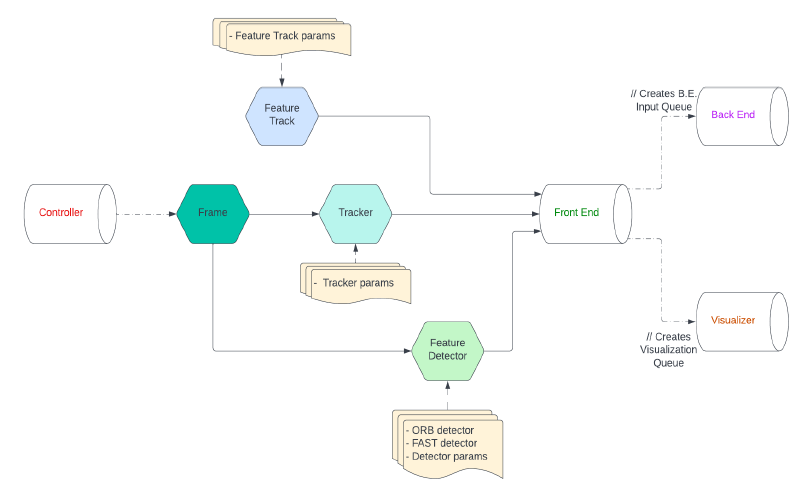 - Feature Track params
Feature
Track
// Creates B.E.
Input Queue
Back End
Controller
Frame
Tracker
Front End
- Tracker params
Visualizer
// Creates
Visualization
Queue
Feature
Detector
- ORB detector
- FAST detector
- Detector params